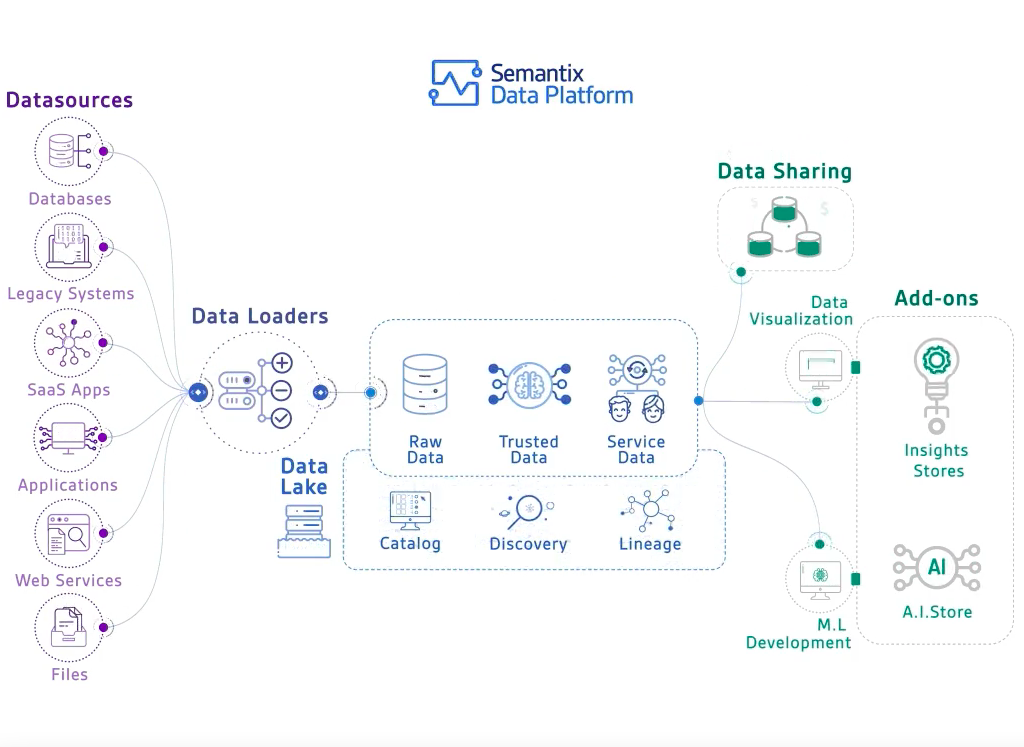 Semantix
Data Platform
Datasources
Databases
Legacy Systems
SaaS Apps
Applications
Web Services
Files
Data Loaders
Data
Lake
Raw
Data
Trusted
Data
Service
Data
Catalog
Discovery
Lineage
Data Sharing
$
$
Data
Visualization
M.L
Development
Add-ons
Insights
Stores
AI
A.I.Store